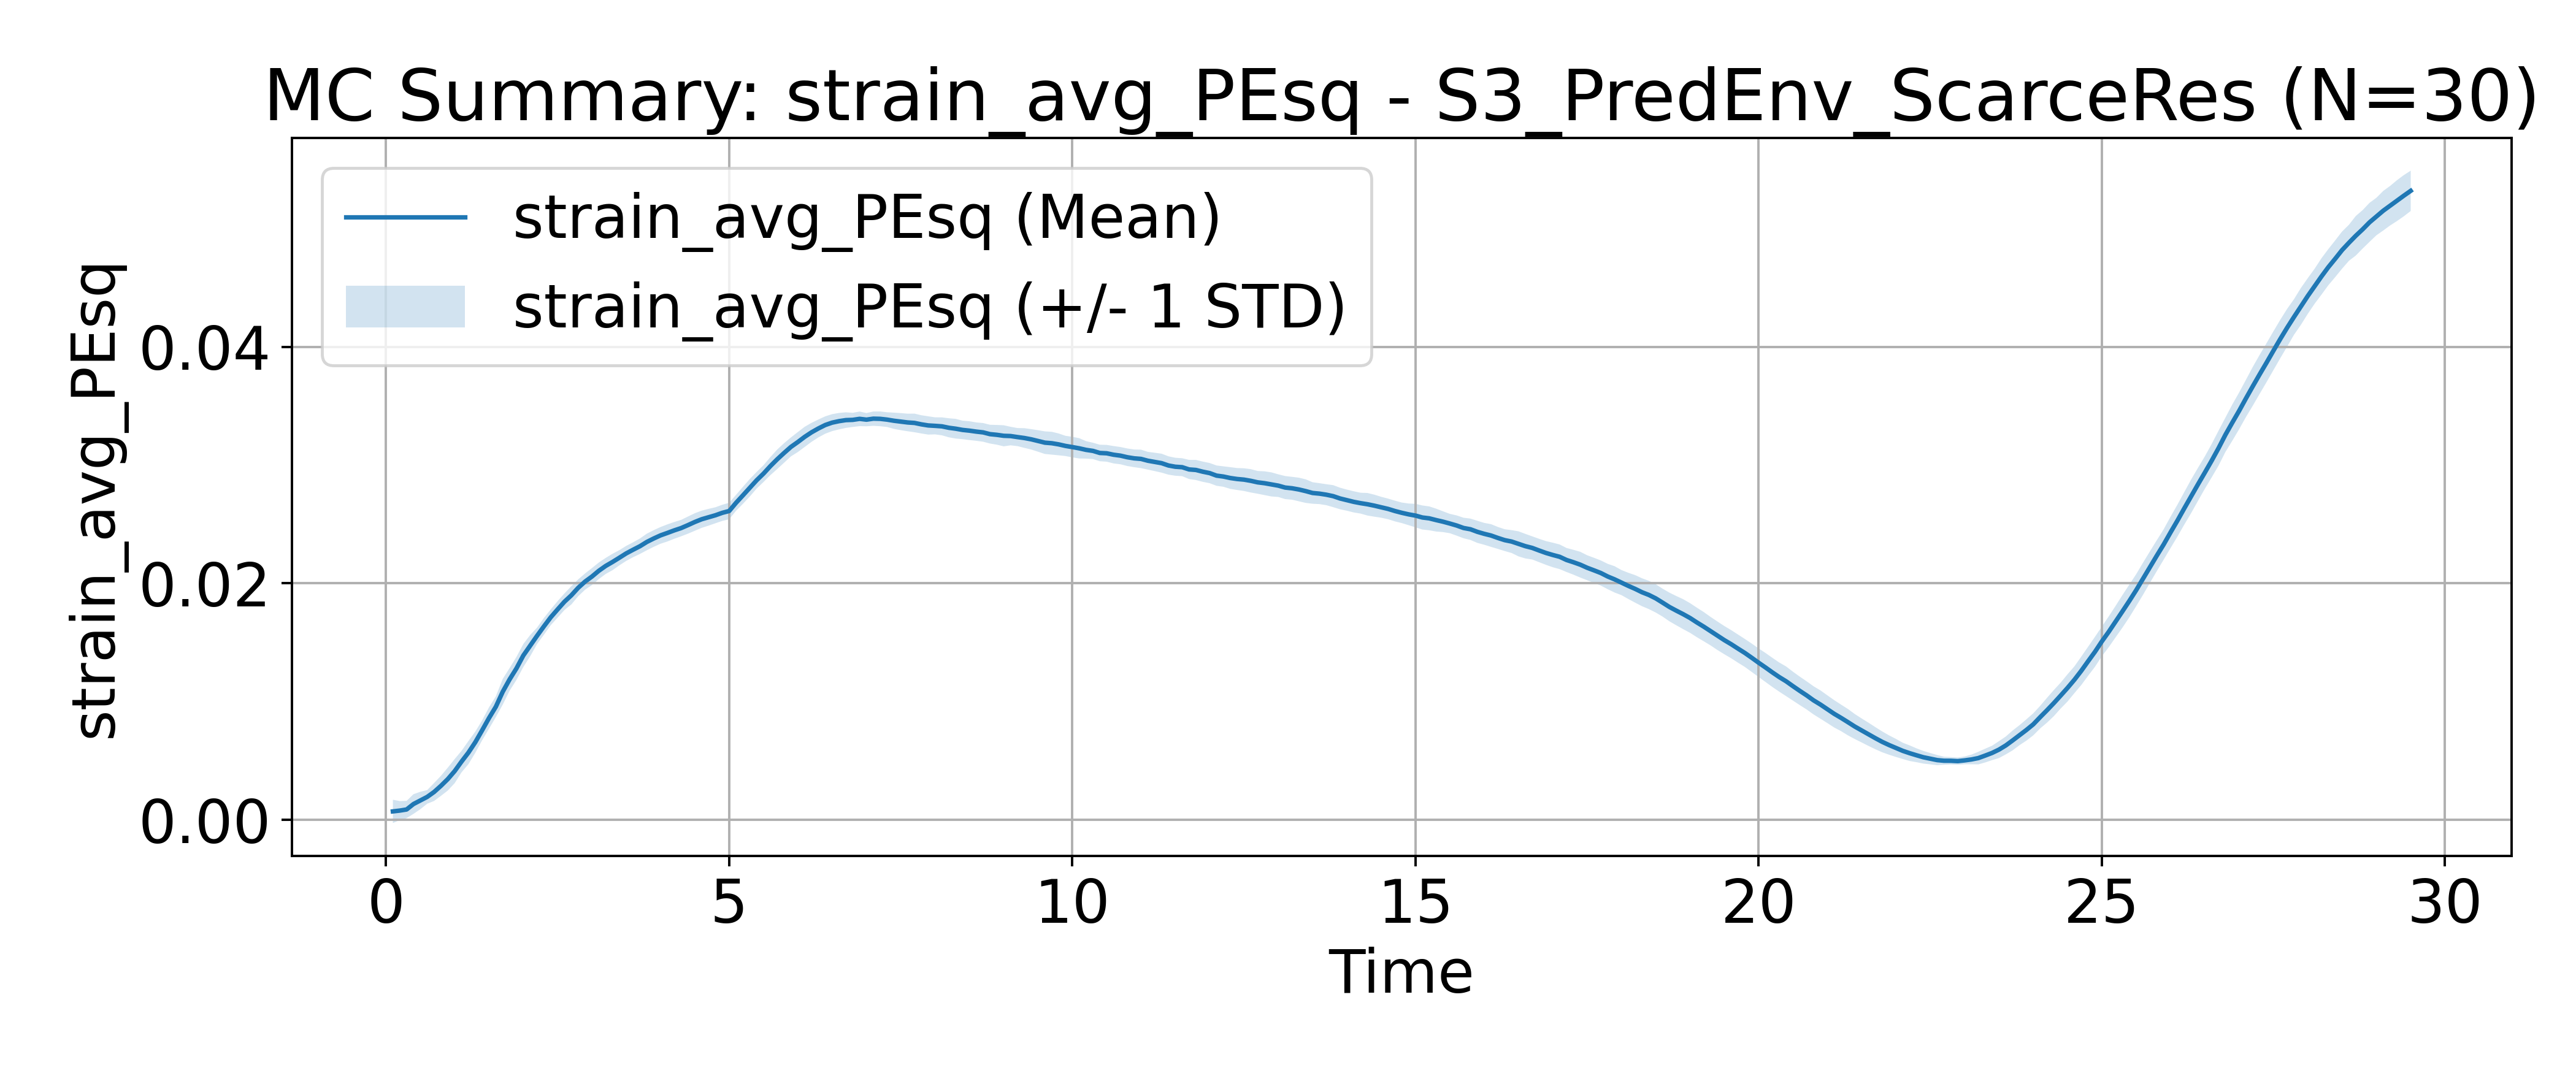 MC Summary: strain_avg_PEsq - S3_PredEnv_ScarceRes (N=30)
strain_avg_PEsq (Mean)
strain_avg_PEsq (+/- 1 STD)
strain_avg_PEsq
0.04
0.02
0.00
0 5 10 15 20 25 30
Time